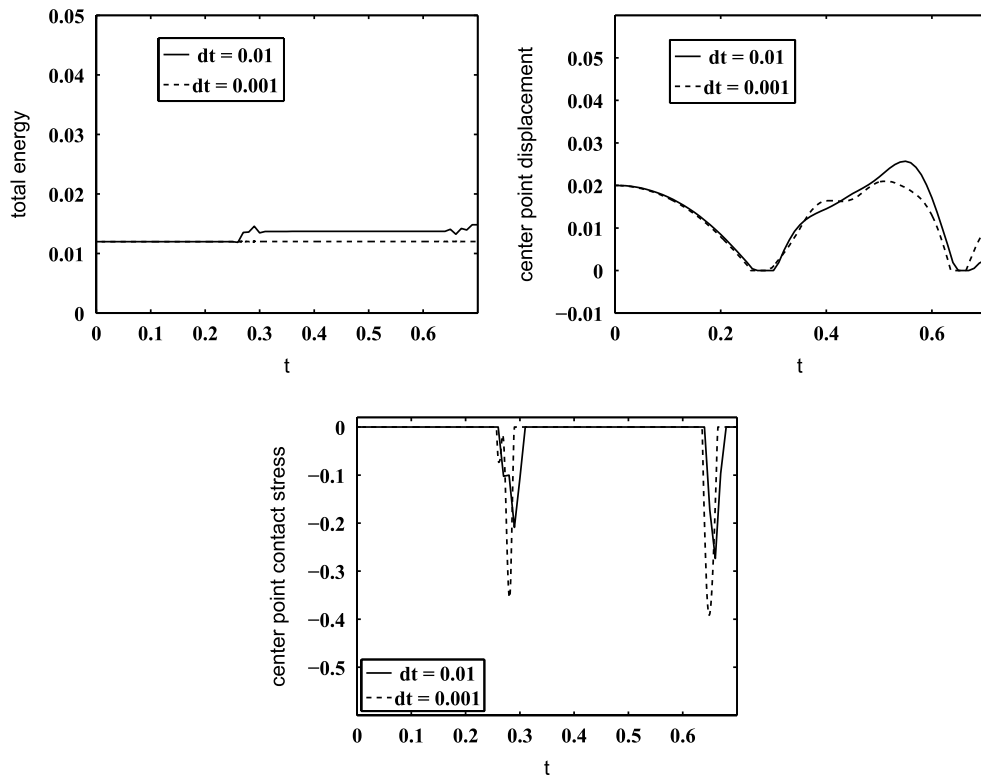 total energy
0.05
0.04
0.03
0.02
0.01
0
dt = 0.01
dt = 0.001
0 0.1 0.2 0.3 0.4 0.5 0.6
t
center point displacement
0.05
0.04
0.03
0.02
0.01
0
−0.01
dt = 0.01
dt = 0.001
0 0.2 0.4 0.6
t
center point contact stress
0
−0.1
−0.2
−0.3
−0.4
−0.5
dt = 0.01
dt = 0.001
0 0.1 0.2 0.3 0.4 0.5 0.6
t